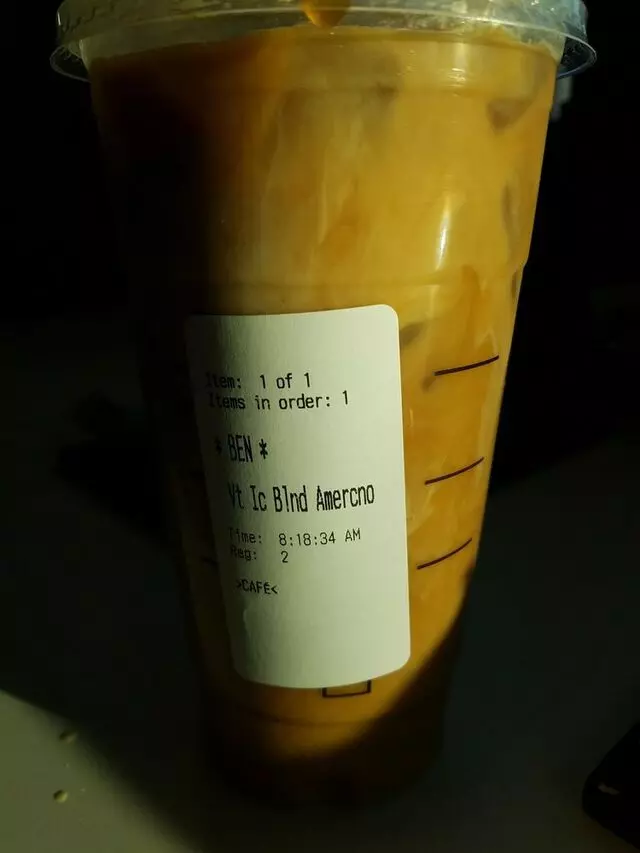 Item: 1 of 1
Items in order: 1
* BEN *
Vt Ic Blnd Amercno
Time: 8:18:34 AM
Reg: 2
>CAFÉ<